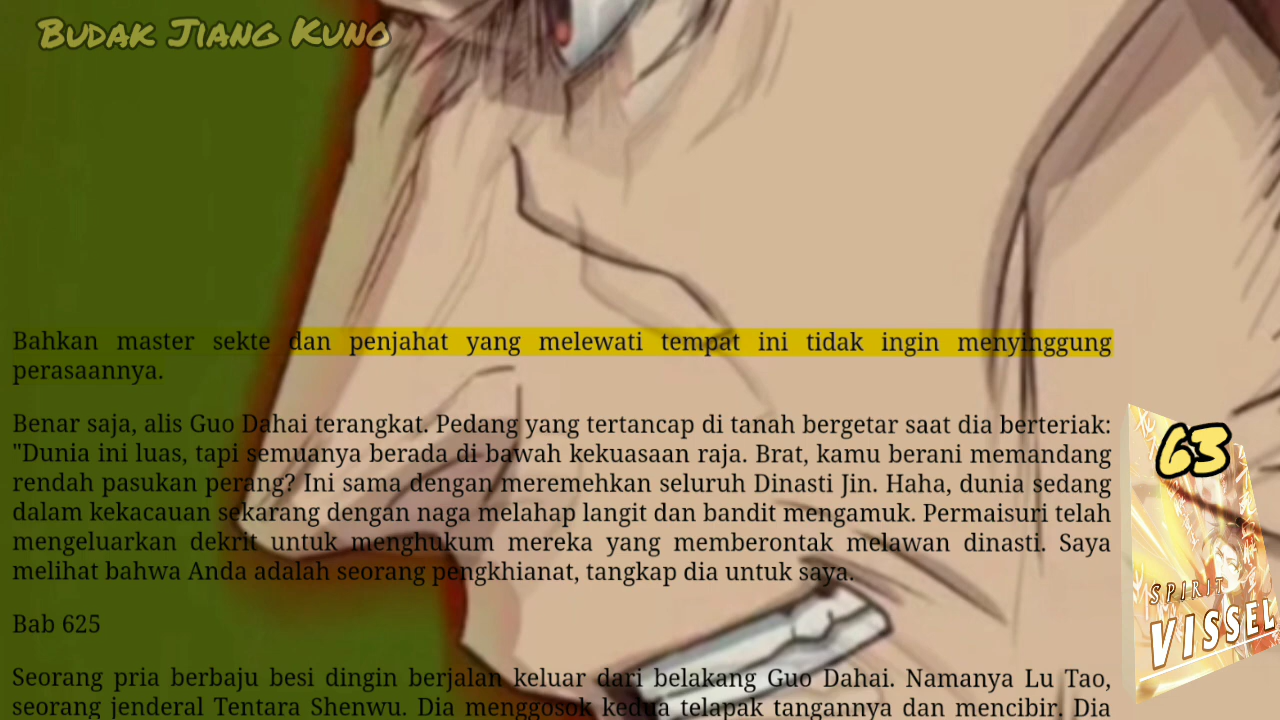 Budak Jiang Kuno
Bahkan master sekte dan penjahat yang melewati tempat ini tidak ingin menyinggung
perasaannya.
Benar saja, alis Guo Dahai terangkat. Pedang yang tertancap di tanah bergetar saat dia berteriak:
"Dunia ini luas, tapi semuanya berada di bawah kekuasaan raja. Brat, kamu berani memandang
rendah pasukan perang? Ini sama dengan meremehkan seluruh Dinasti Jin. Haha, dunia sedang
dalam kekacauan sekarang dengan naga melahap langit dan bandit mengamuk. Permaisuri telah
mengeluarkan dekrit untuk menghukum mereka yang memberontak melawan dinasti. Saya
melihat bahwa Anda adalah seorang pengkhianat, tangkap dia untuk saya.
Bab 625
Seorang pria berbaju besi dingin berjalan keluar dari belakang Guo Dahai. Namanya Lu Tao,
seorang jenderal Tentara Shenwu. Dia menggosok kedua telapak tangannya dan mencibir. Dia
63
SPIRIT
VISSEL